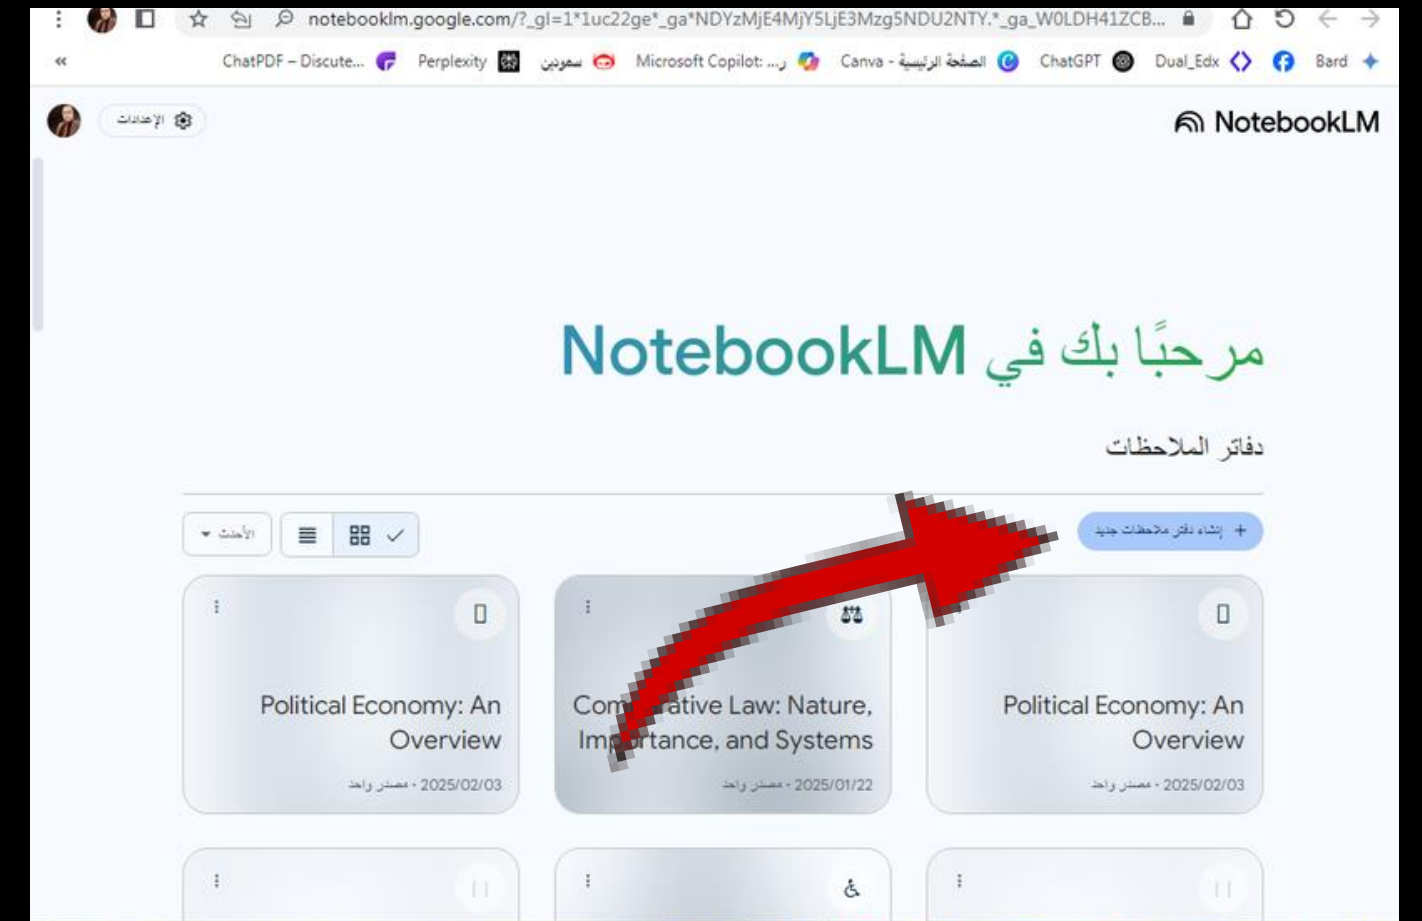 notebooklm.google.com/?_gl=1*1uc22ge*_ga*NDYzMjE4MjY5LjE3Mzg5NDU2NTY.*_ga_W0LDH41ZCB...
Bard Dual_Edx ChatGPT الصفحة الرئيسية - Canva Microsoft Copilot: ...ر سعودين Perplexity ChatPDF – Discute...
NotebookLM
الإعدادات
مرحبًا بك في NotebookLM
دفاتر الملاحظات
+ إنشاء دفتر ملاحظات جديد
الأحدث
Political Economy: An
Overview
2025/02/03 - مصدر واحد
Law: Nature,
Importance, and Systems
2025/01/22 - مصدر واحد
Political Economy: An
Overview
2025/02/03 - مصدر واحد